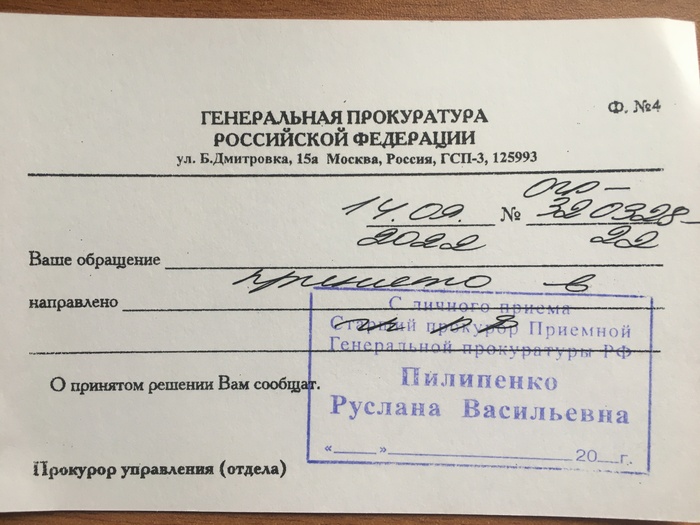 Ф. №4
ГЕНЕРАЛЬНАЯ ПРОКУРАТУРА
РОССИЙСКОЙ ФЕДЕРАЦИИ
ул. Б.Дмитровка, 15а Москва, Россия, ГСП-3, 125993
14.09. 2022 № 320328-22
Ваше обращение принято в
направлено
С личного приема
Старший прокурор Приемной
Генеральной прокуратуры РФ
Пилипенко
Руслана Васильевна
О принятом решении Вам сообщат.
« » 20 г.
Прокурор управления (отдела)